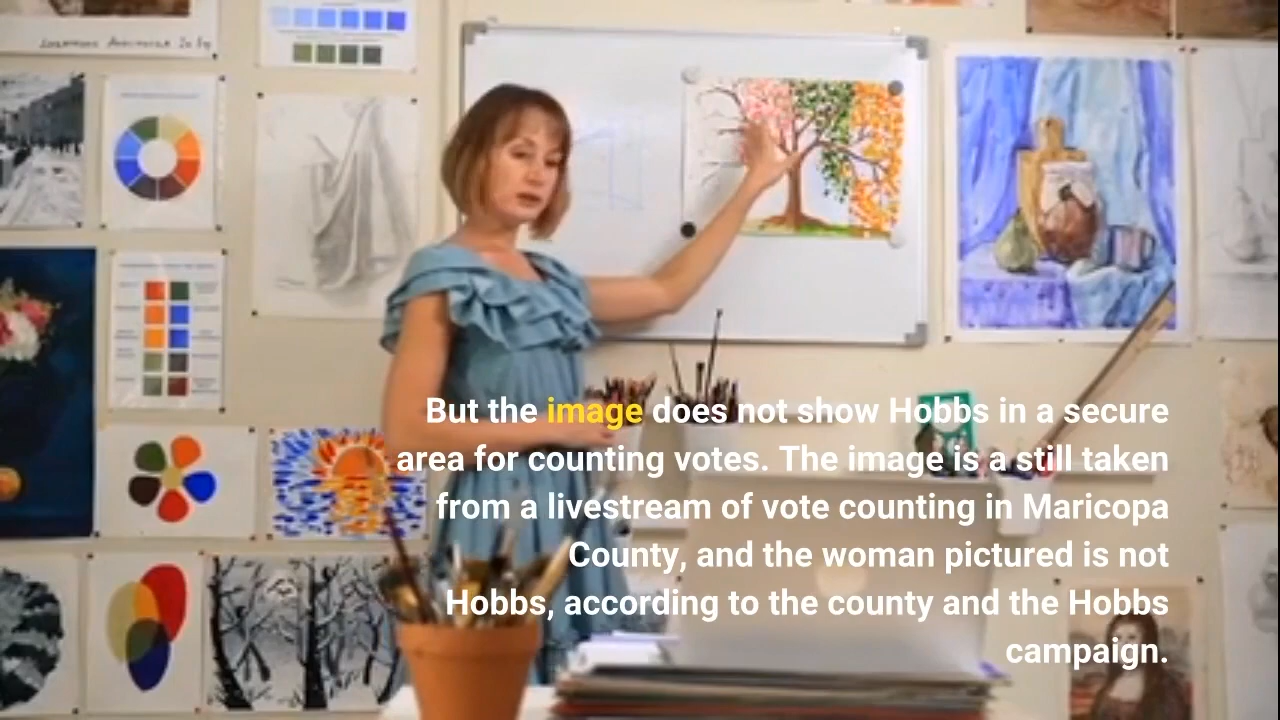 But the image does not show Hobbs in a secure
area for counting votes. The image is a still taken
from a livestream of vote counting in Maricopa
County, and the woman pictured is not
Hobbs, according to the county and the Hobbs
campaign.